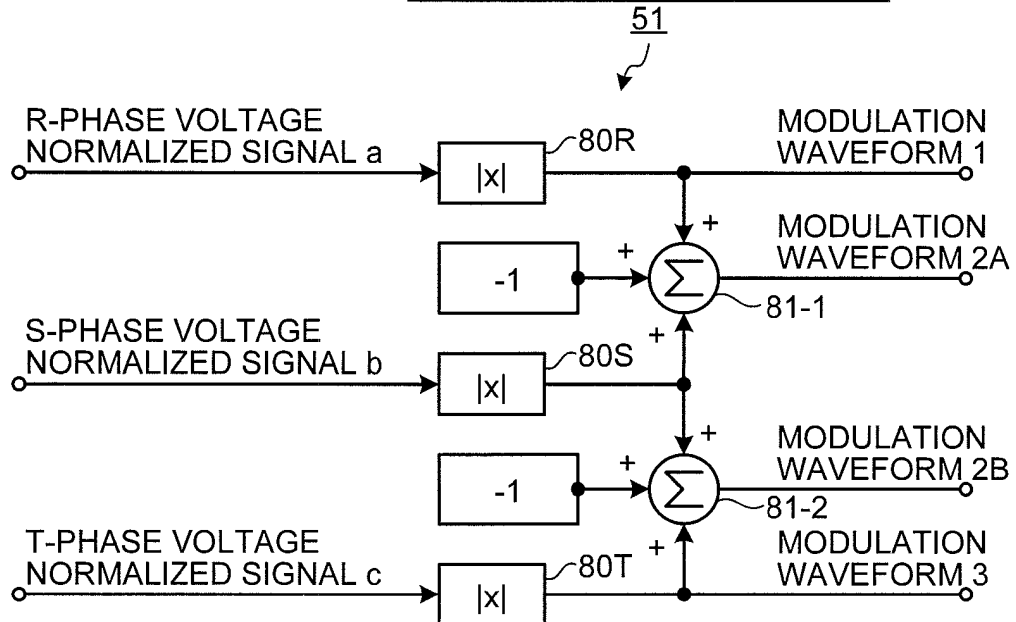 51
R-PHASE VOLTAGE
NORMALIZED SIGNAL a
80R
|x|
MODULATION
WAVEFORM 1
+
MODULATION
WAVEFORM 2A
-1
+
Σ
81-1
+
S-PHASE VOLTAGE
NORMALIZED SIGNAL b
80S
|x|
+
MODULATION
WAVEFORM 2B
-1
+
Σ
81-2
+
T-PHASE VOLTAGE
NORMALIZED SIGNAL c
80T
|x|
MODULATION
WAVEFORM 3